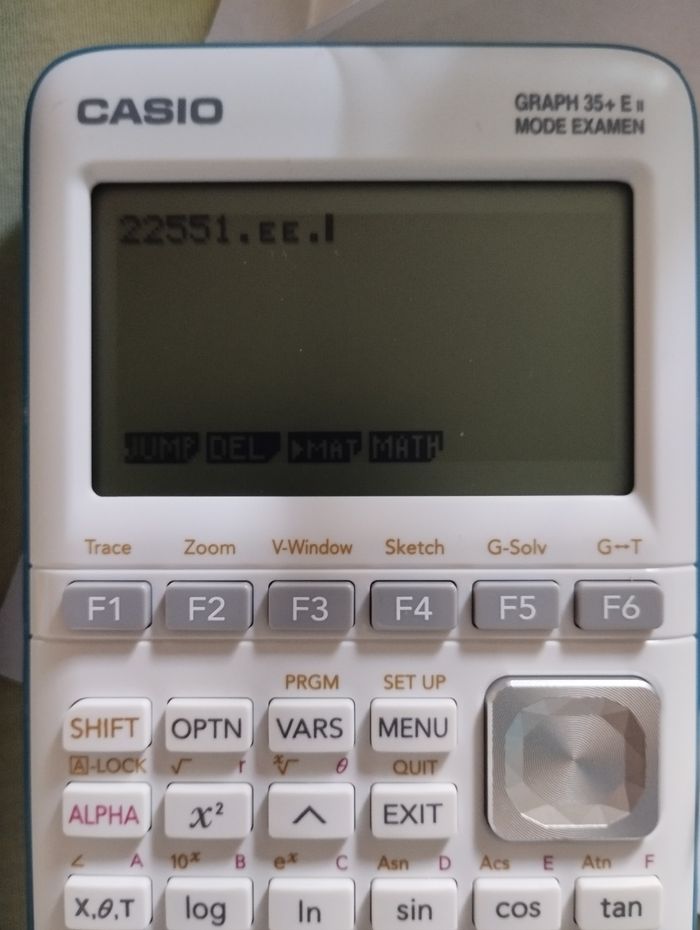 CASIO
GRAPH 35+ E II
MODE EXAMEN
22551.ᴇᴇ.
JUMP DEL ▶MAT MATH
Trace Zoom V-Window Sketch G-Solv G↔T
F1 F2 F3 F4 F5 F6
PRGM SET UP
SHIFT OPTN VARS MENU
A-LOCK √ r ˣ√ θ QUIT
ALPHA x² ^ EXIT
∠ A 10ˣ B eˣ C Asn D Acs E Atn F
X,θ,T log ln sin cos tan